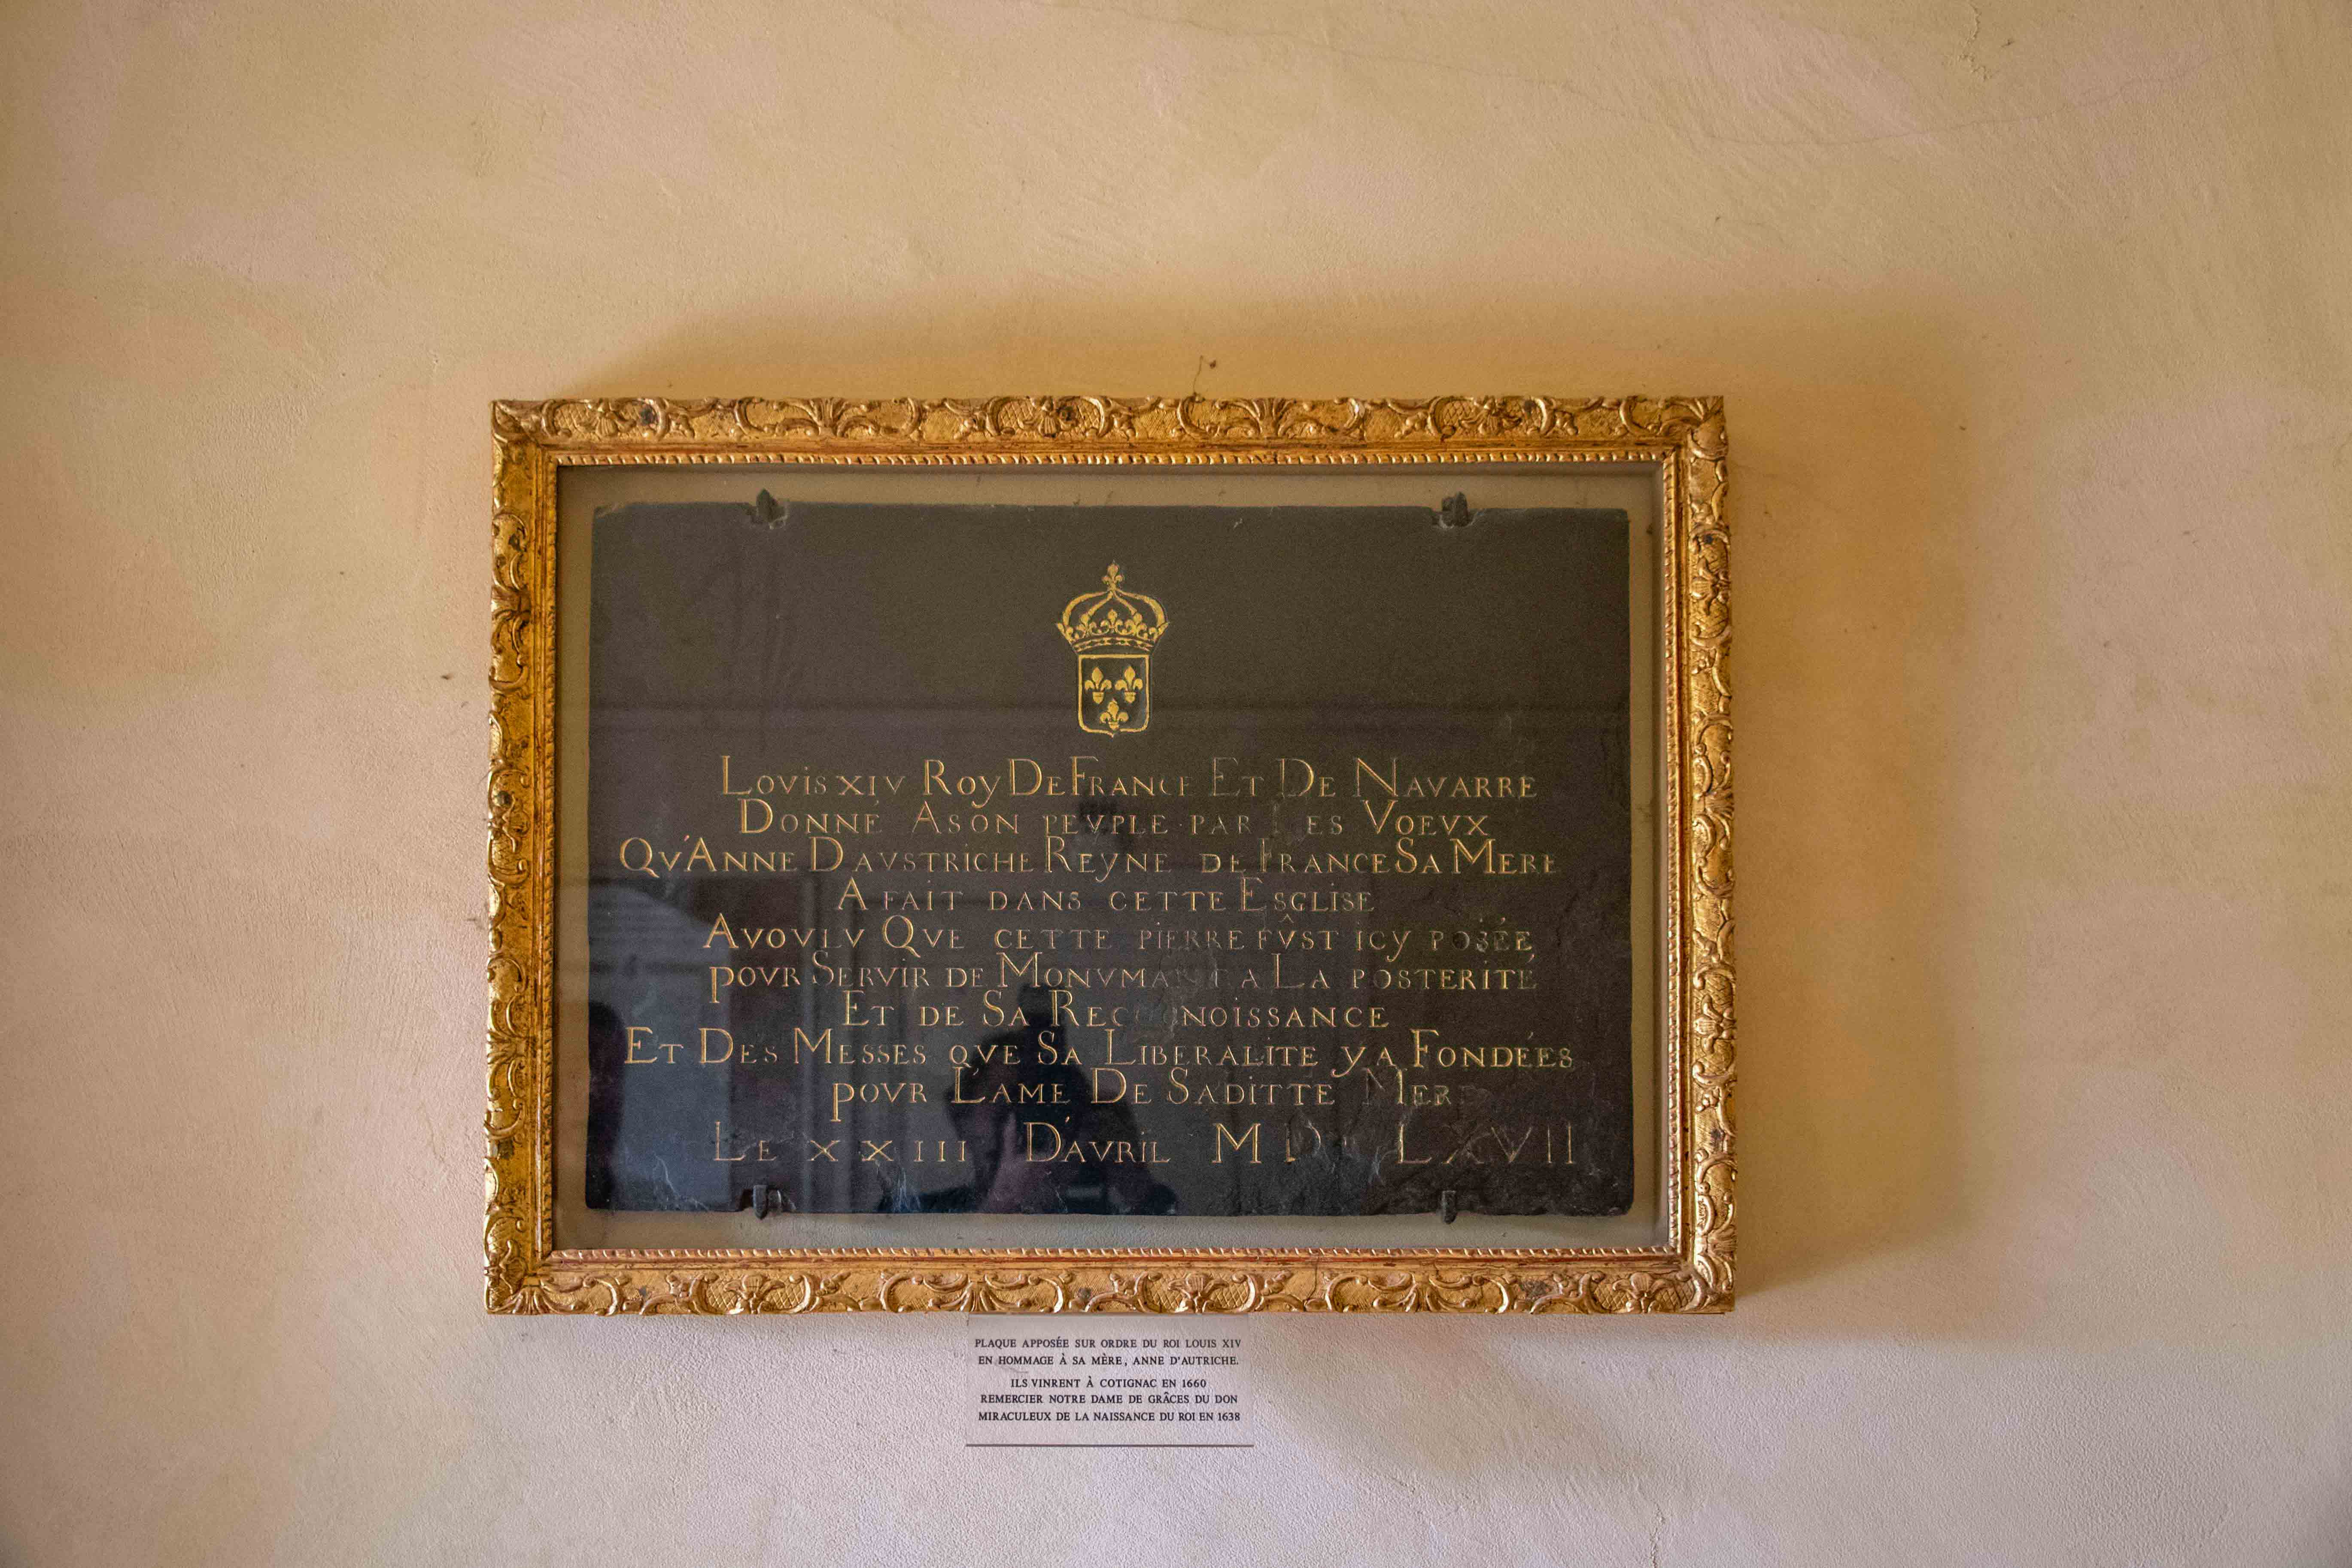 LOVIS XIV ROY DE FRANCE ET DE NAVARRE
DONNÉ A SON PEVPLE PAR LES VOEVX
QV'ANNE DAVSTRICHE REYNE DE FRANCE SA MERE
A FAIT DANS CETTE ESGLISE
A VOVLV QVE CETTE PIERRE FÛST ICY POSÉE
POVR SERVIR DE MONVMANT A LA POSTERITÉ
ET DE SA RECONNOISSANCE
ET DES MESSES QVE SA LIBERALITE Y A FONDÉES
POVR L'AME DE SADITTE MERE
LE XXIII D'AVRIL
PLAQUE APPOSÉE SUR ORDRE DU ROI LOUIS XIV
EN HOMMAGE À SA MÈRE, ANNE D'AUTRICHE.
ILS VINRENT À COTIGNAC EN 1660
REMERCIER NOTRE DAME DE GRÂCES DU DON
MIRACULEUX DE LA NAISSANCE DU ROI EN 1638